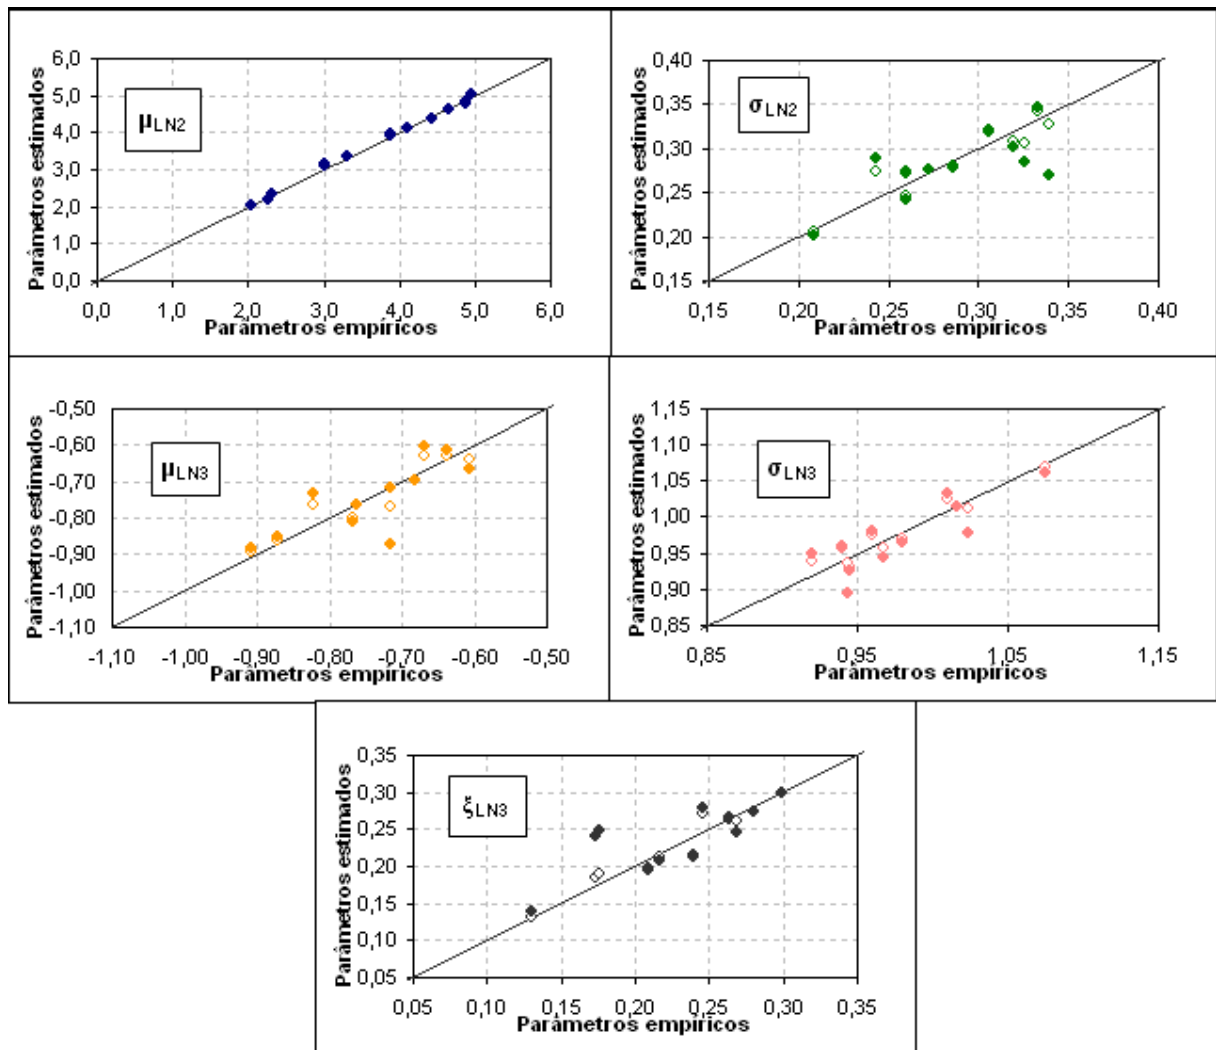 6,0
5,0
4,0
3,0
2,0
1,0
0,0
0,0 1,0 2,0 3,0 4,0 5,0 6,0
Parâmetros estimados
Parâmetros empíricos
μLN2
0,40
0,35
0,30
0,25
0,20
0,15
0,15 0,20 0,25 0,30 0,35 0,40
Parâmetros estimados
Parâmetros empíricos
σLN2
-0,50
-0,60
-0,70
-0,80
-0,90
-1,00
-1,10
-1,10 -1,00 -0,90 -0,80 -0,70 -0,60 -0,50
Parâmetros estimados
Parâmetros empíricos
μLN3
1,15
1,10
1,05
1,00
0,95
0,90
0,85
0,85 0,95 1,05 1,15
Parâmetros estimados
Parâmetros empíricos
σLN3
0,35
0,30
0,25
0,20
0,15
0,10
0,05
0,05 0,10 0,15 0,20 0,25 0,30 0,35
Parâmetros estimados
Parâmetros empíricos
ξLN3